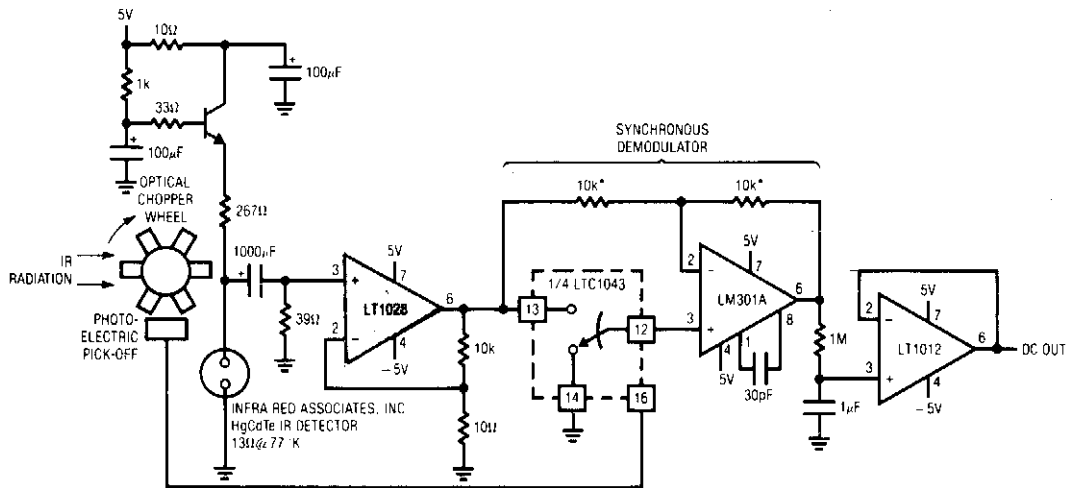 5V
10Ω
1k
100μF
33Ω
100μF
SYNCHRONOUS
DEMODULATOR
OPTICAL
CHOPPER
WHEEL
267Ω
10k*
10k*
IR
RADIATION
1000μF
5V
7
3
+
LT1028
6
2
−
4
−5V
39Ω
1/4 LTC1043
13
12
14
16
5V
7
2
−
LM301A
6
3
+
8
1
4
5V
30pF
1M
5V
7
2
−
LT1012
6
DC OUT
3
+
4
−5V
1μF
PHOTO-
ELECTRIC
PICK-OFF
10k
10Ω
INFRA RED ASSOCIATES, INC
HgCdTe IR DETECTOR
13Ω@77°K